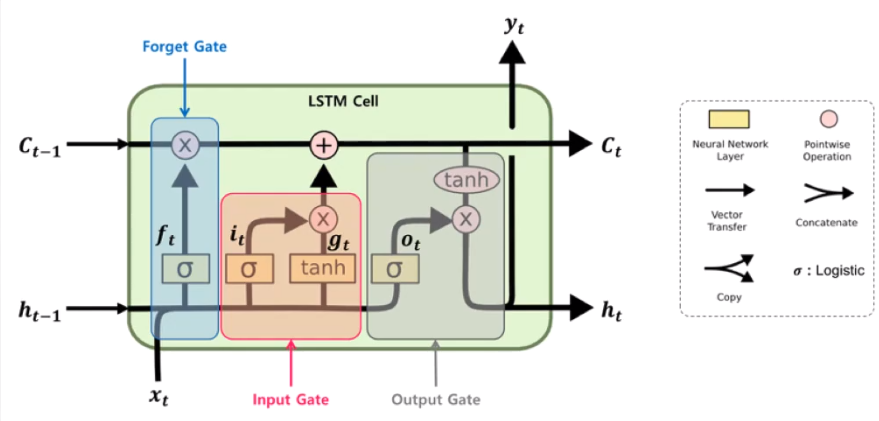 y_t
Forget Gate
LSTM Cell
C_{t-1}
X
+
C_t
tanh
f_t
i_t
X
g_t
o_t
X
σ
σ
tanh
σ
h_{t-1}
h_t
x_t
Input Gate
Output Gate
Neural Network
Layer
Pointwise
Operation
Vector
Transfer
Concatenate
Copy
σ : Logistic